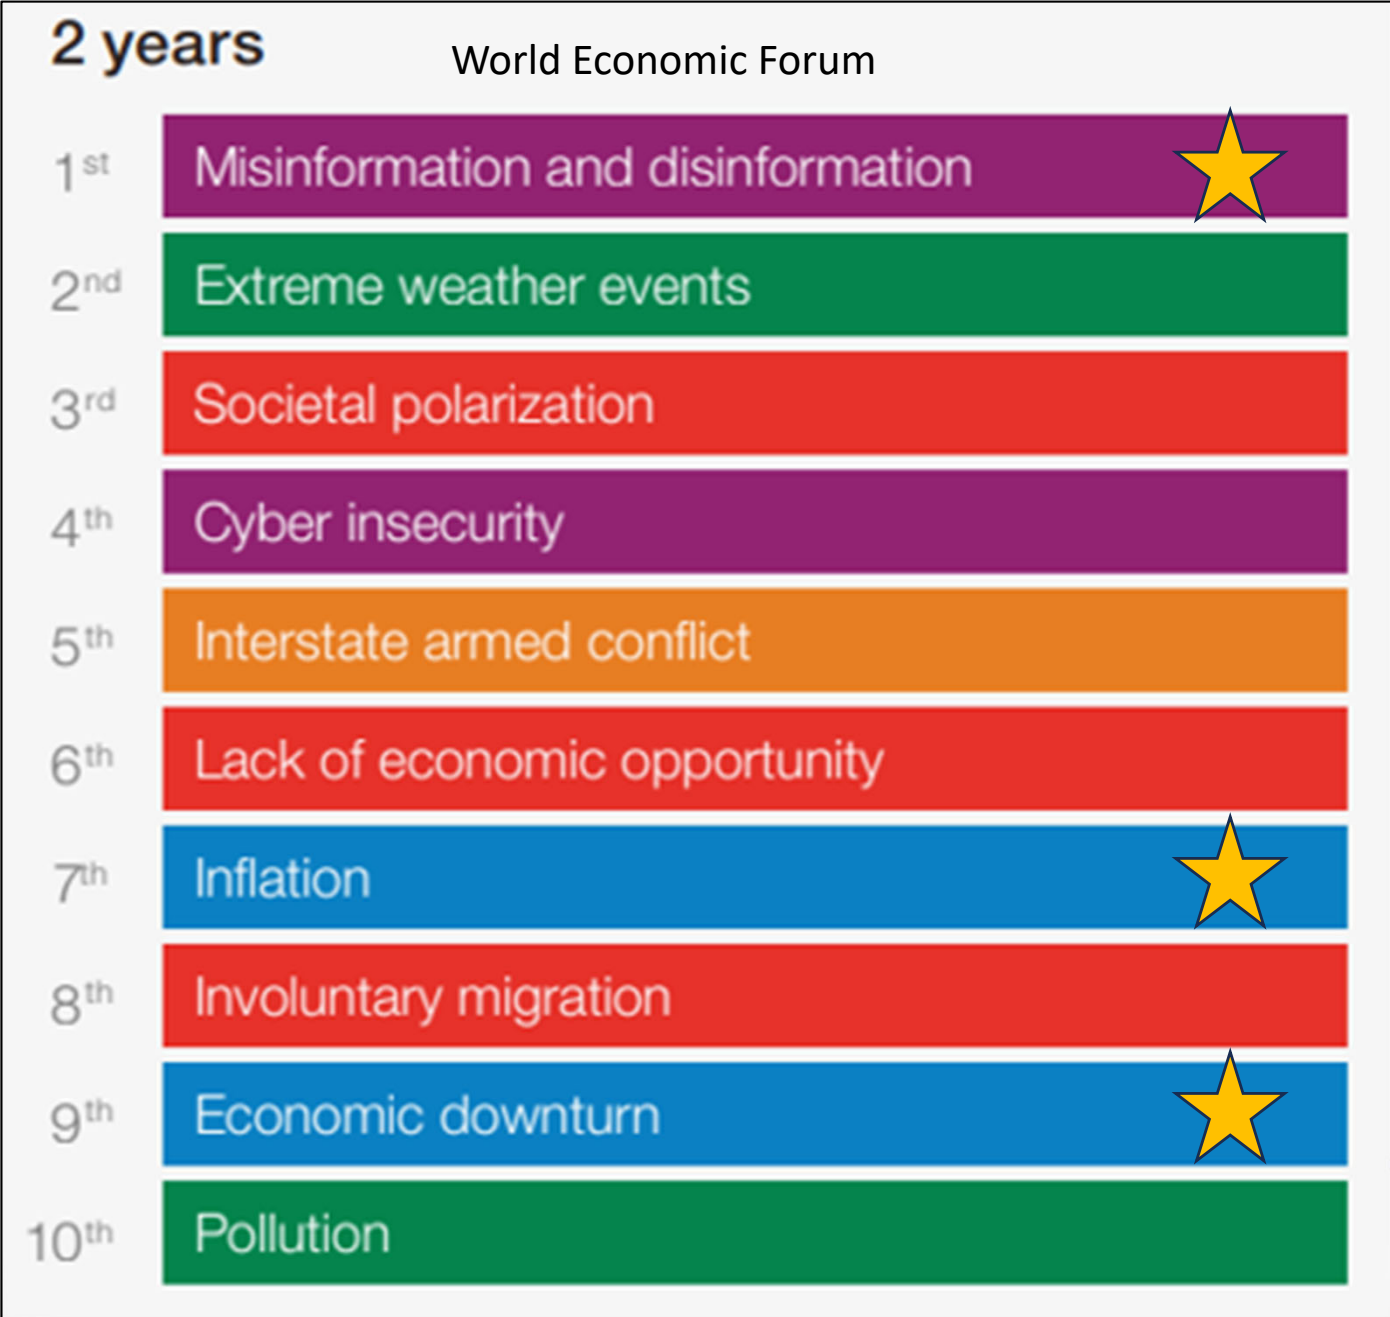 2 years World Economic Forum
1st Misinformation and disinformation
2nd Extreme weather events
3rd Societal polarization
4th Cyber insecurity
5th Interstate armed conflict
6th Lack of economic opportunity
7th Inflation
8th Involuntary migration
9th Economic downturn
10th Pollution